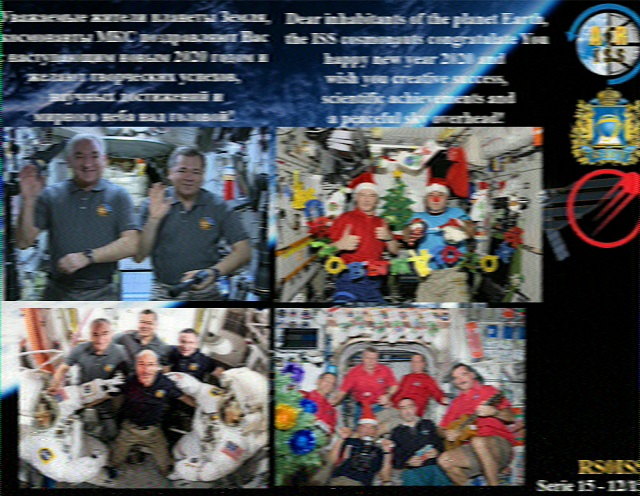 Уважаемые жители планеты Земля,
космонавты МКС поздравляют Вас
с наступающим новым 2020 годом и
желают творческих успехов,
научных достижений и
мирного неба над головой!
Dear inhabitants of the planet Earth,
the ISS cosmonauts congratulate You
happy new year 2020 and
wish you creative success,
scientific achievements and
a peaceful sky overhead!
RS0ISS
Serie 15 - 12/1